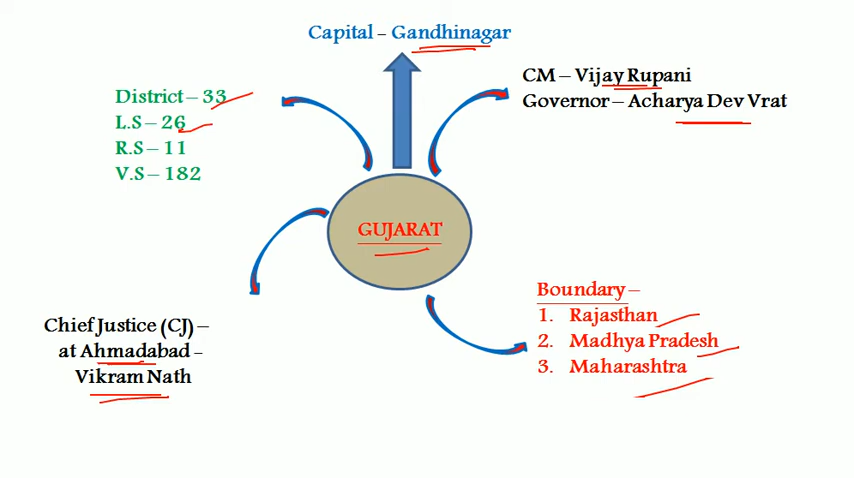 Capital – Gandhinagar
District – 33
L.S – 26
R.S – 11
V.S – 182
CM – Vijay Rupani
Governor – Acharya Dev Vrat
GUJARAT
Chief Justice (CJ) –
at Ahmadabad –
Vikram Nath
Boundary –
1. Rajasthan
2. Madhya Pradesh
3. Maharashtra